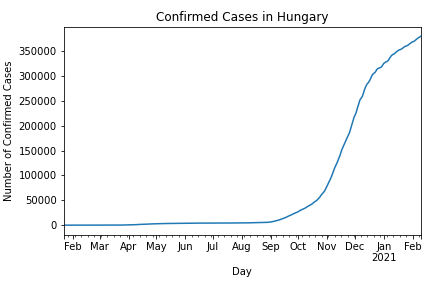 Confirmed Cases in Hungary
Number of Confirmed Cases
350000
300000
250000
200000
150000
100000
50000
0
Feb Mar Apr May Jun Jul Aug Sep Oct Nov Dec Jan Feb
2021
Day